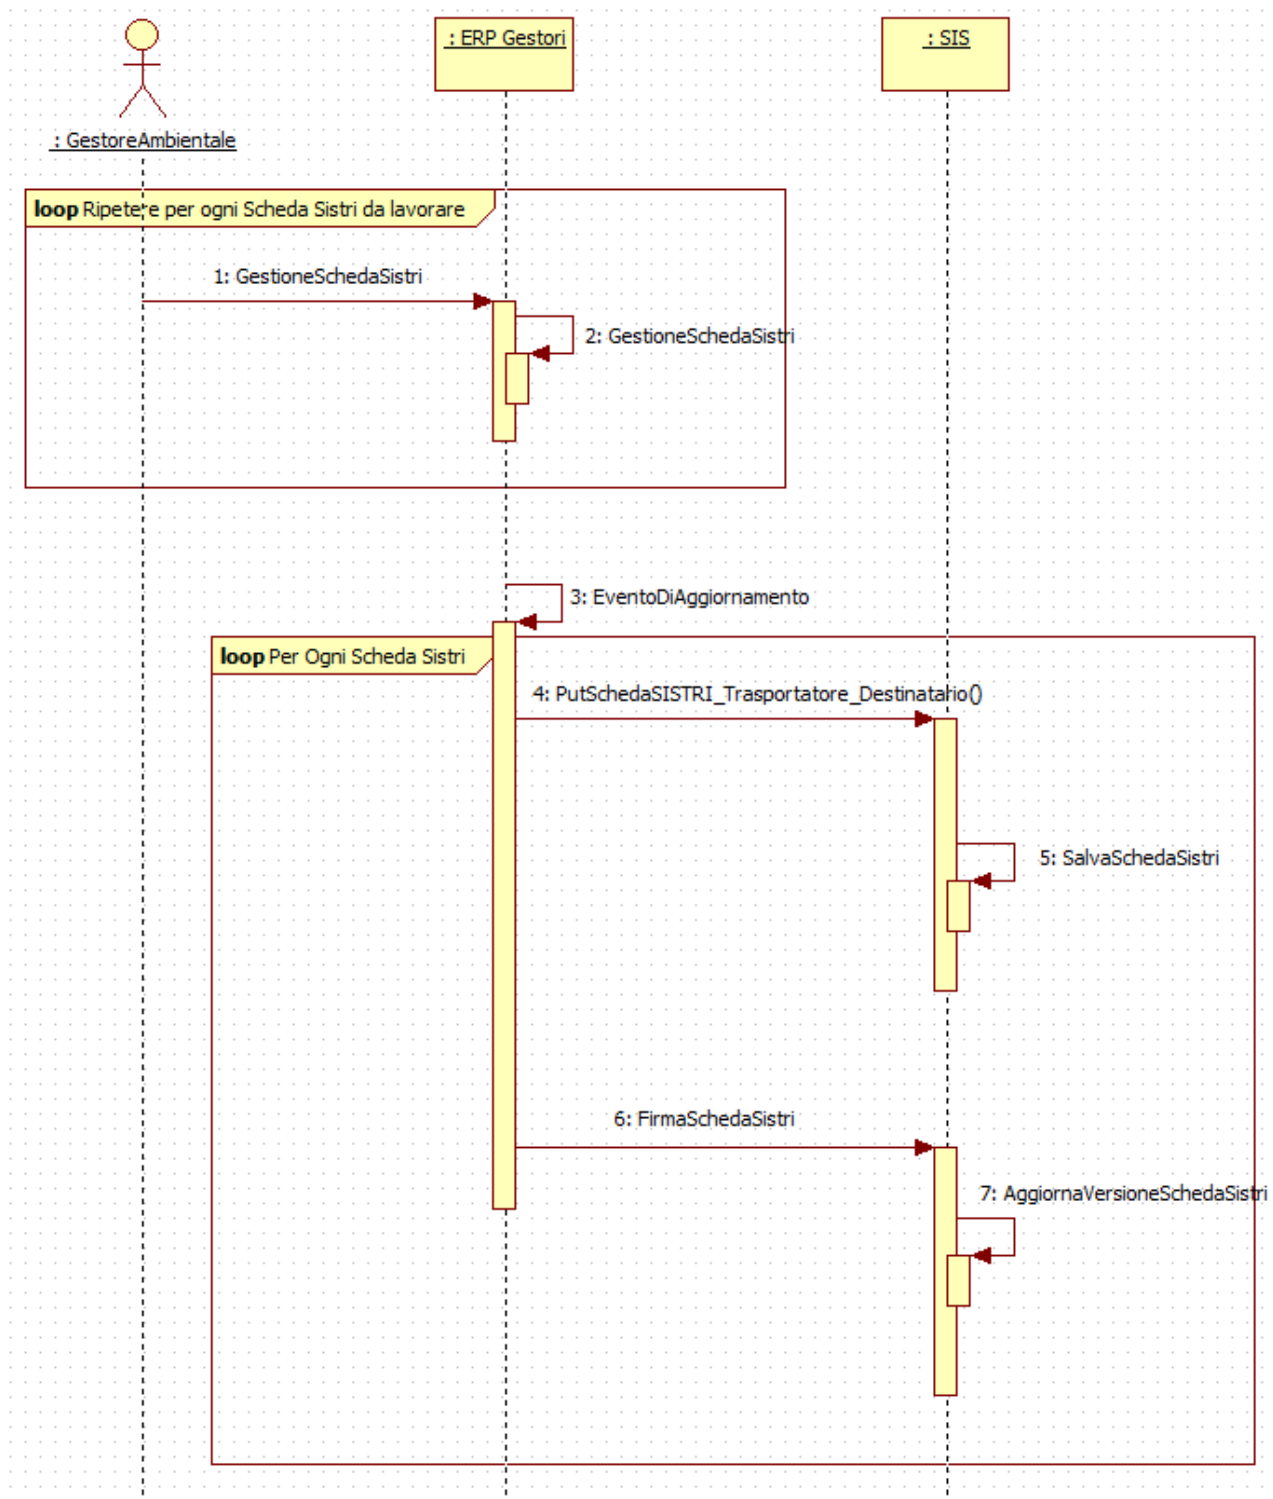 : ERP Gestori
: SIS
: GestoreAmbientale
loop Ripetere per ogni Scheda Sistri da lavorare
1: GestioneSchedaSistri
2: GestioneSchedaSistri
3: EventoDiAggiornamento
loop Per Ogni Scheda Sistri
4: PutSchedaSISTRI_Trasportatore_Destinatario()
5: SalvaSchedaSistri
6: FirmaSchedaSistri
7: AggiornaVersioneSchedaSistri